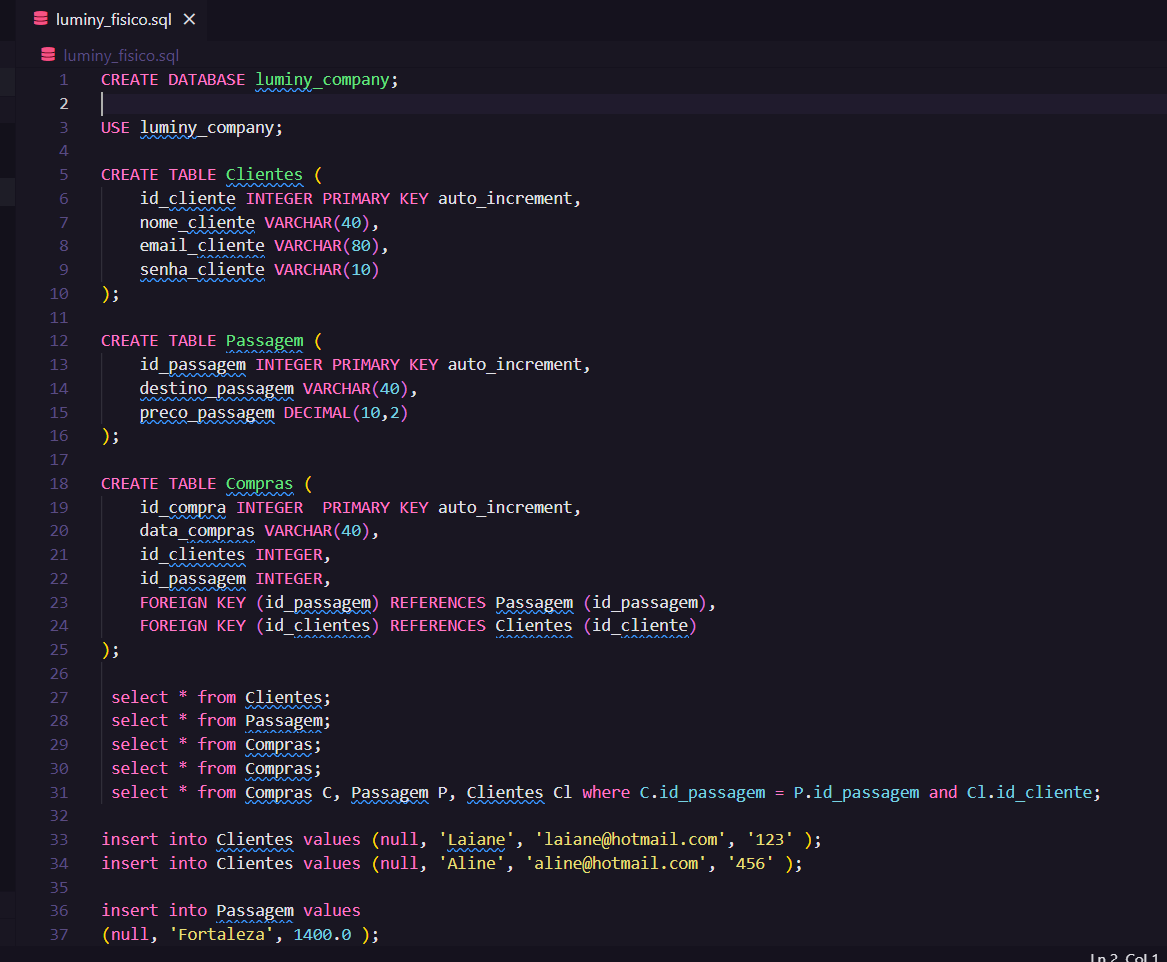 luminy_fisico.sql ×
luminy_fisico.sql
1 CREATE DATABASE luminy_company;
2
3 USE luminy_company;
4
5 CREATE TABLE Clientes (
6 id_cliente INTEGER PRIMARY KEY auto_increment,
7 nome_cliente VARCHAR(40),
8 email_cliente VARCHAR(80),
9 senha_cliente VARCHAR(10)
10 );
11
12 CREATE TABLE Passagem (
13 id_passagem INTEGER PRIMARY KEY auto_increment,
14 destino_passagem VARCHAR(40),
15 preco_passagem DECIMAL(10,2)
16 );
17
18 CREATE TABLE Compras (
19 id_compra INTEGER  PRIMARY KEY auto_increment,
20 data_compras VARCHAR(40),
21 id_clientes INTEGER,
22 id_passagem INTEGER,
23 FOREIGN KEY (id_passagem) REFERENCES Passagem (id_passagem),
24 FOREIGN KEY (id_clientes) REFERENCES Clientes (id_cliente)
25 );
26
27 select * from Clientes;
28 select * from Passagem;
29 select * from Compras;
30 select * from Compras;
31 select * from Compras C, Passagem P, Clientes Cl where C.id_passagem = P.id_passagem and Cl.id_cliente;
32
33 insert into Clientes values (null, 'Laiane', 'laiane@hotmail.com', '123' );
34 insert into Clientes values (null, 'Aline', 'aline@hotmail.com', '456' );
35
36 insert into Passagem values
37 (null, 'Fortaleza', 1400.0 );
Ln 2, Col 1